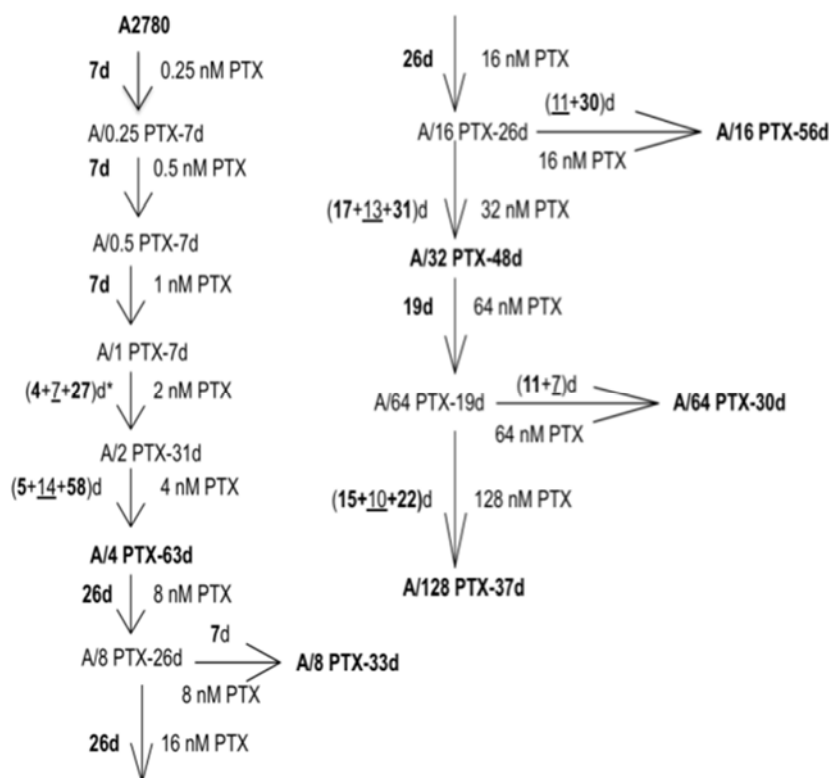 A2780
7d 0.25 nM PTX
A/0.25 PTX-7d
7d 0.5 nM PTX
A/0.5 PTX-7d
7d 1 nM PTX
A/1 PTX-7d
(4+7+27)d* 2 nM PTX
A/2 PTX-31d
(5+14+58)d 4 nM PTX
A/4 PTX-63d
26d 8 nM PTX
7d
A/8 PTX-26d A/8 PTX-33d
8 nM PTX
26d 16 nM PTX
26d 16 nM PTX
(11+30)d
A/16 PTX-26d A/16 PTX-56d
16 nM PTX
(17+13+31)d 32 nM PTX
A/32 PTX-48d
19d 64 nM PTX
(11+7)d
A/64 PTX-19d A/64 PTX-30d
64 nM PTX
(15+10+22)d 128 nM PTX
A/128 PTX-37d